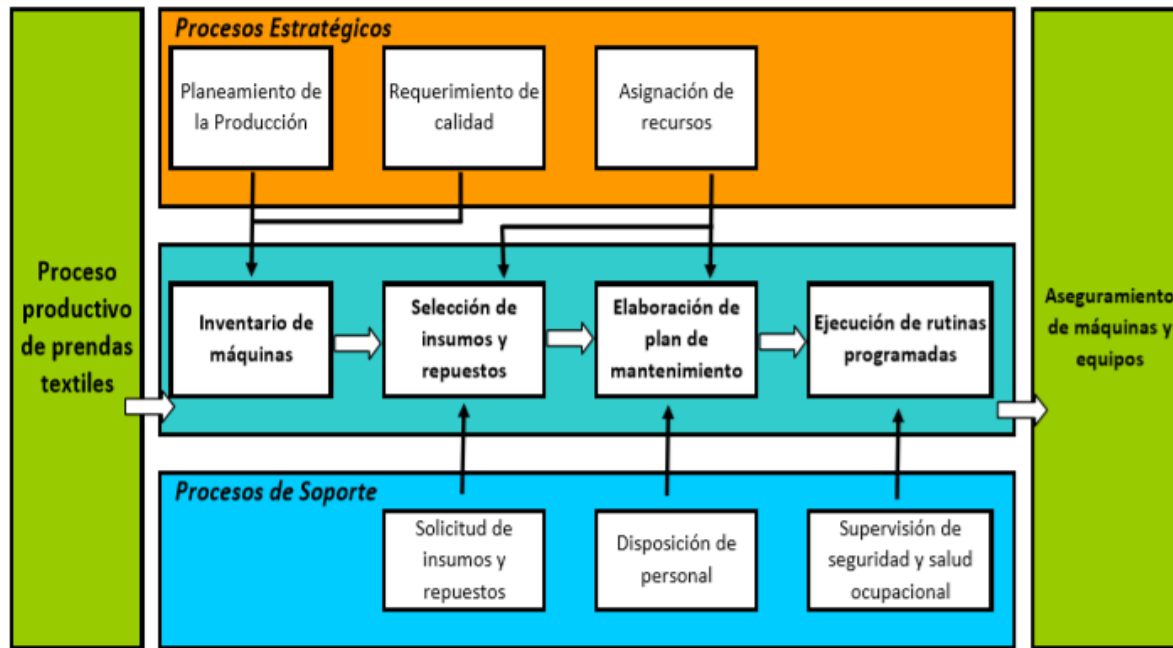 Procesos Estratégicos
Planeamiento de
la Producción
Requerimiento de
calidad
Asignación de
recursos
Proceso
productivo
de prendas
textiles
Inventario de
máquinas
Selección de
insumos y
repuestos
Elaboración de
plan de
mantenimiento
Ejecución de rutinas
programadas
Aseguramiento
de máquinas y
equipos
Procesos de Soporte
Solicitud de
insumos y
repuestos
Disposición de
personal
Supervisión de
seguridad y salud
ocupacional